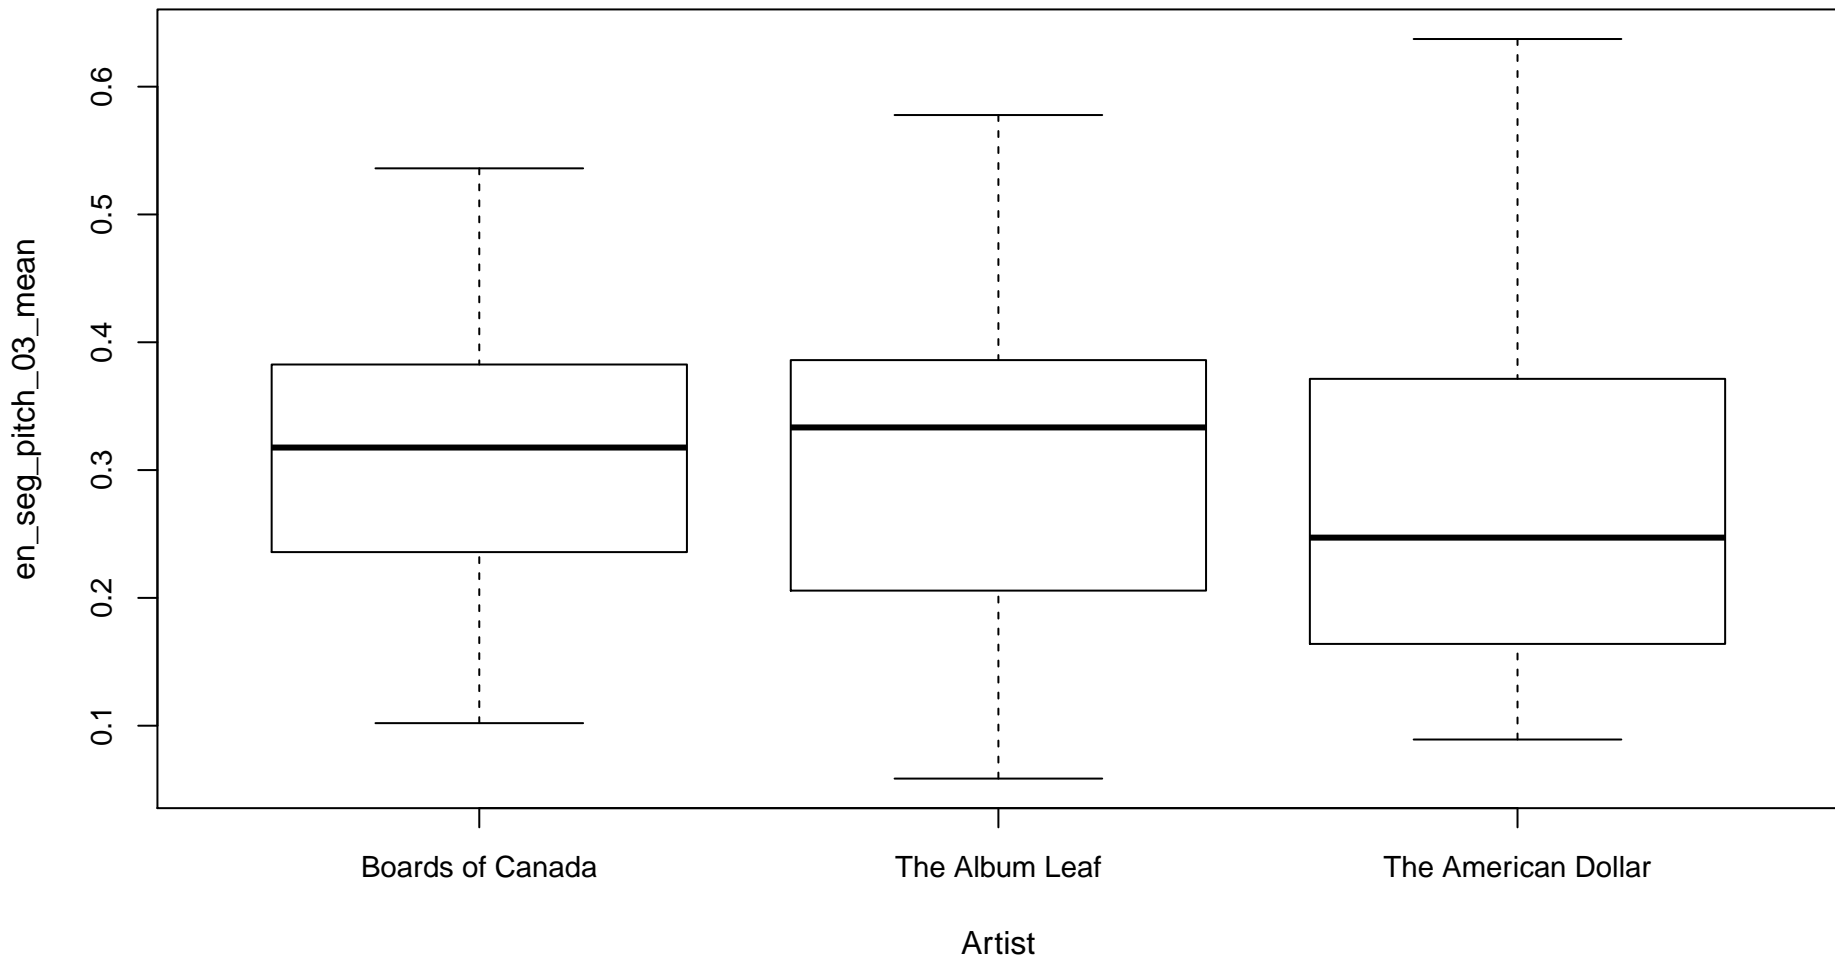 en_seg_pitch_03_mean
0.6
0.5
0.4
0.3
0.2
0.1
Boards of Canada The Album Leaf The American Dollar
Artist